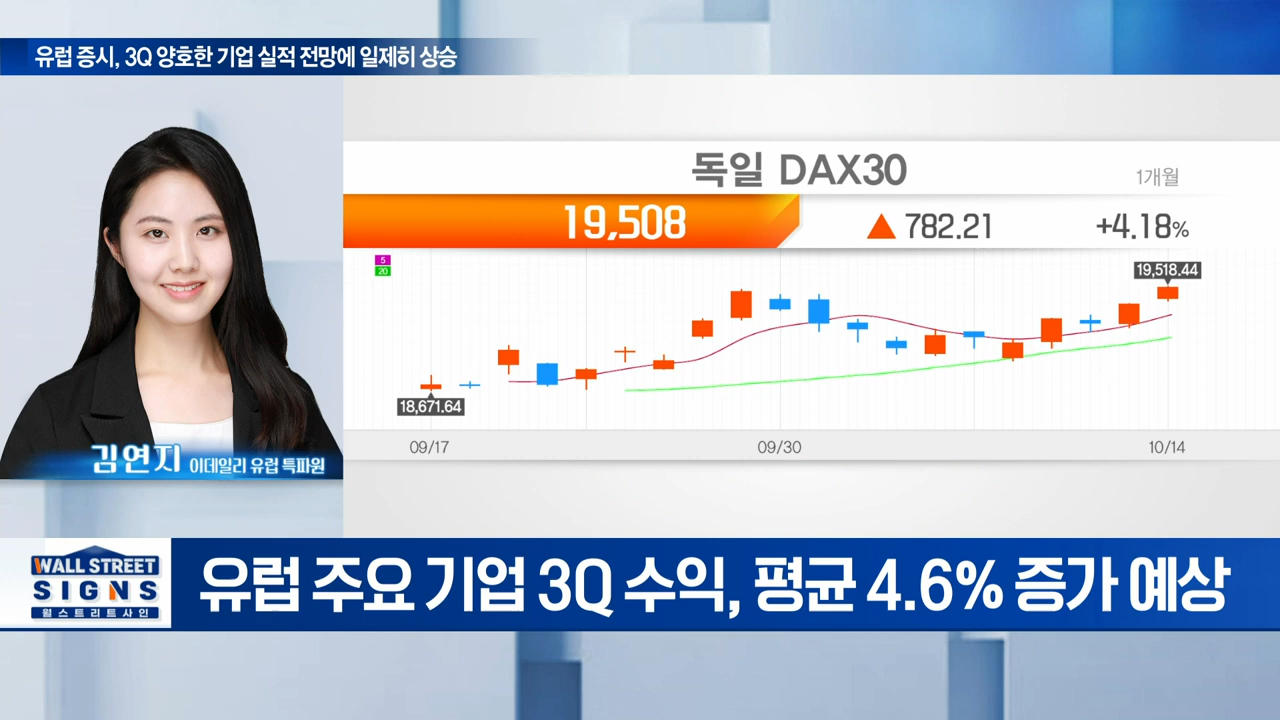 유럽 증시, 3Q 양호한 기업 실적 전망에 일제히 상승
독일 DAX30
1개월
19,508 ▲ 782.21 +4.18%
5
20
19,518.44
18,671.64
09/17 09/30 10/14
김연지 이데일리 유럽 특파원
WALL STREET
SIGNS
월스트리트사인
유럽 주요 기업 3Q 수익, 평균 4.6% 증가 예상